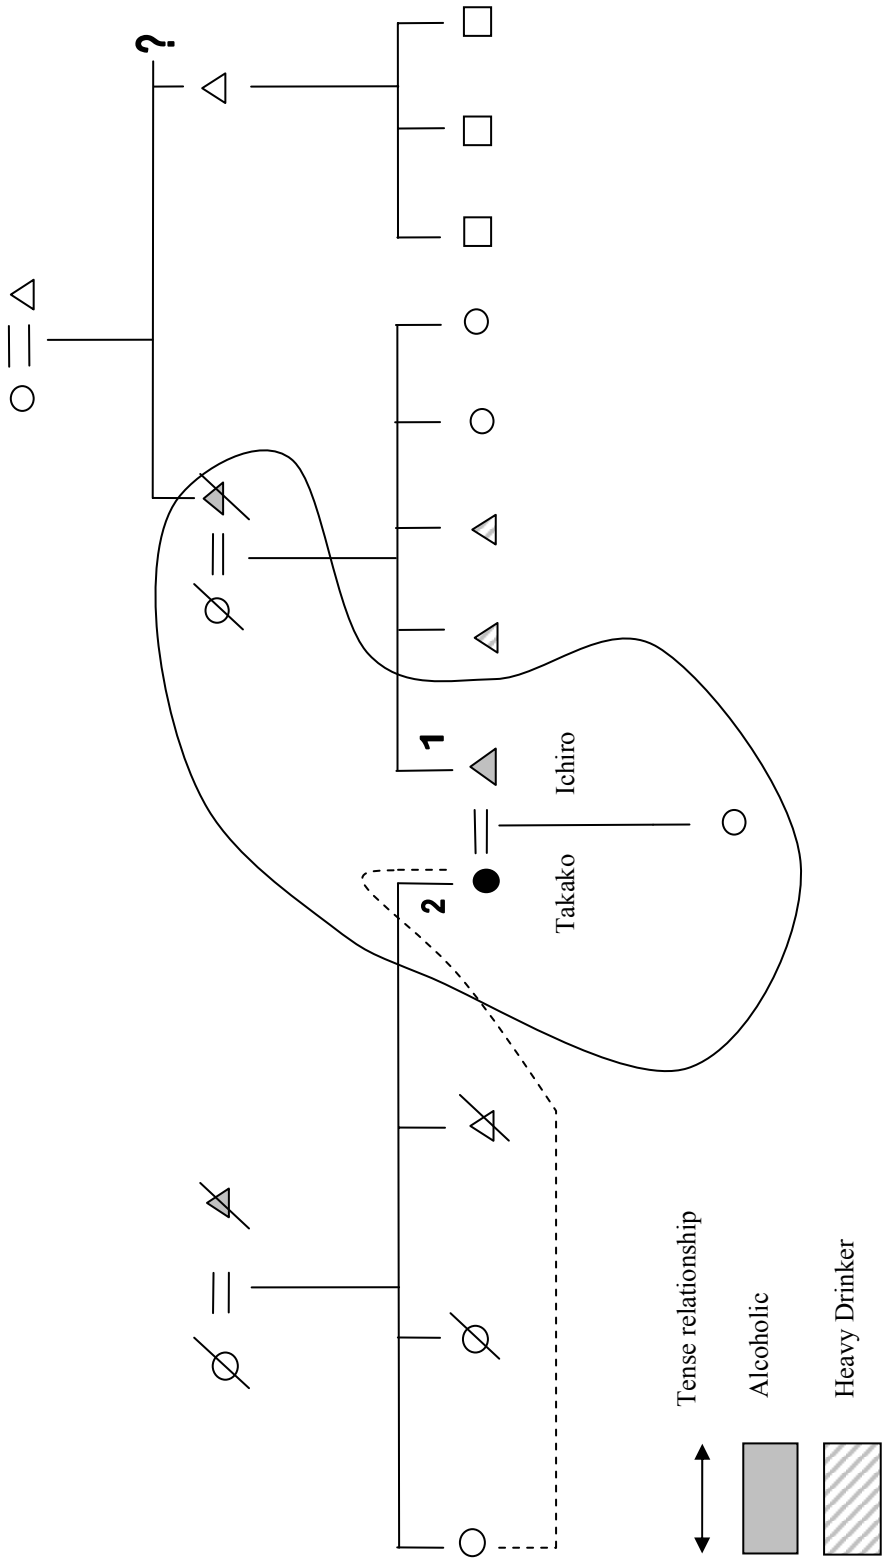 ?
2
1
Takako
Ichiro
Tense relationship
Alcoholic
Heavy Drinker